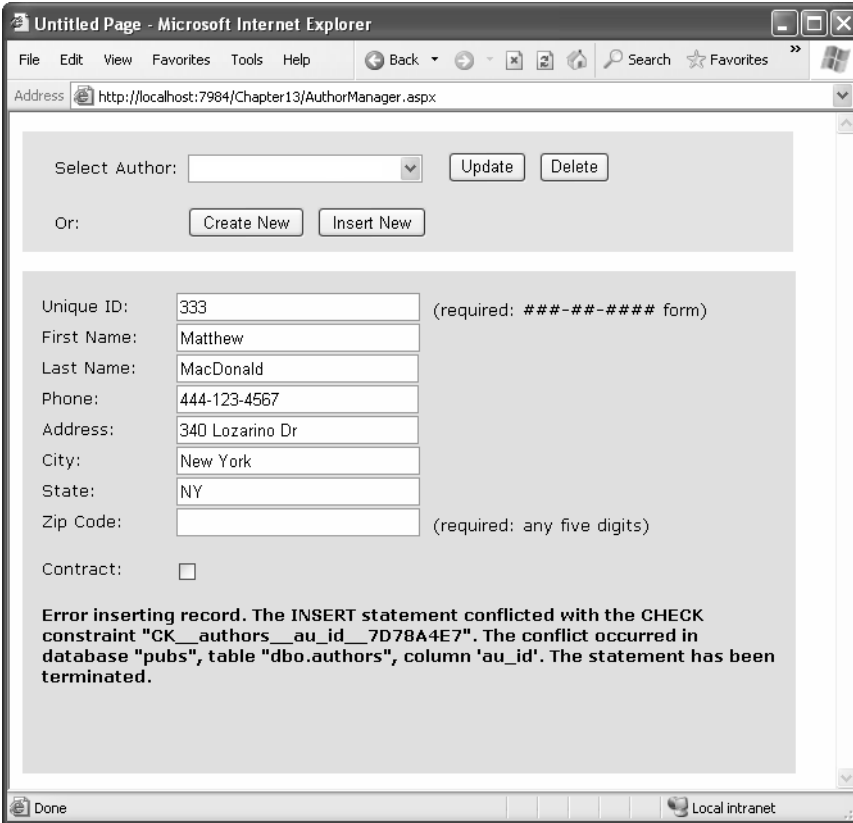 Untitled Page - Microsoft Internet Explorer
File Edit View Favorites Tools Help Back Search Favorites »
Address http://localhost:7984/Chapter13/AuthorManager.aspx
Select Author: Update Delete
Or: Create New Insert New
Unique ID: 333 (required: ###-##-#### form)
First Name: Matthew
Last Name: MacDonald
Phone: 444-123-4567
Address: 340 Lozarino Dr
City: New York
State: NY
Zip Code: (required: any five digits)
Contract:
Error inserting record. The INSERT statement conflicted with the CHECK
constraint "CK__authors__au_id__7D78A4E7". The conflict occurred in
database "pubs", table "dbo.authors", column 'au_id'. The statement has been
terminated.
Done Local intranet